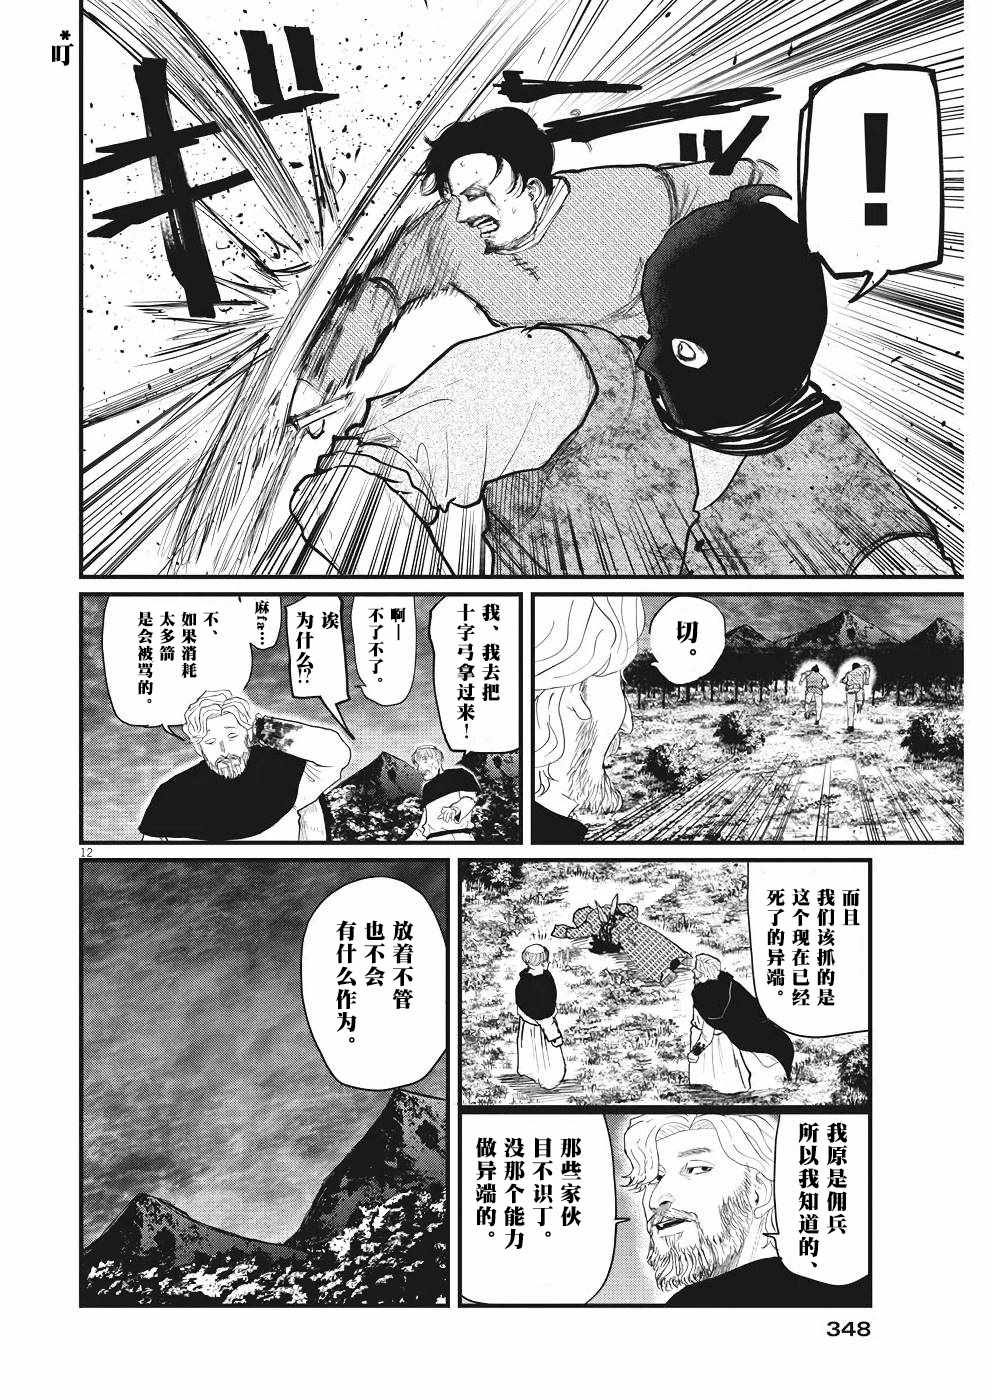 *叮
ギンッ
!
切。
我、我去把
十字弓拿过来!
啊—
不了不了。
诶
为什么!?
麻fa…
不、
如果消耗
太多箭
是会被骂的。
12
而且
我们该抓的是
这个现在已经
死了的异端。
我原是佣兵
所以我知道的、
那些家伙
目不识丁。
没那个能力
做异端的。
放着不管
也不会
有什么作为。
348